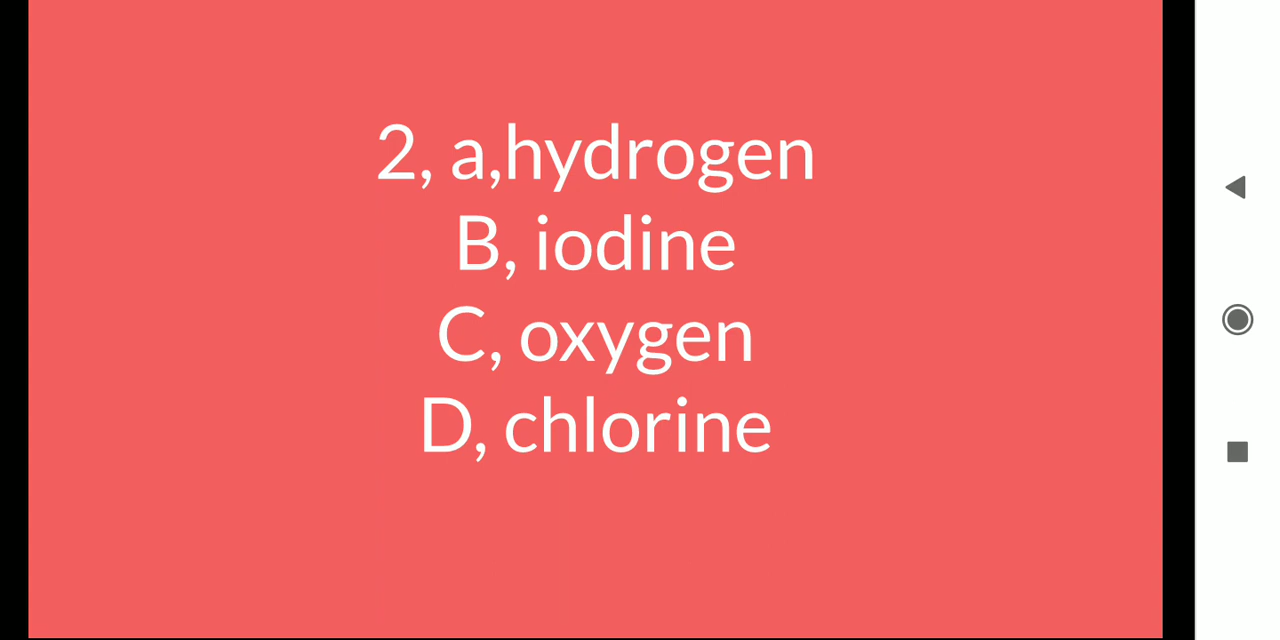 2, a,hydrogen
B, iodine
C, oxygen
D, chlorine